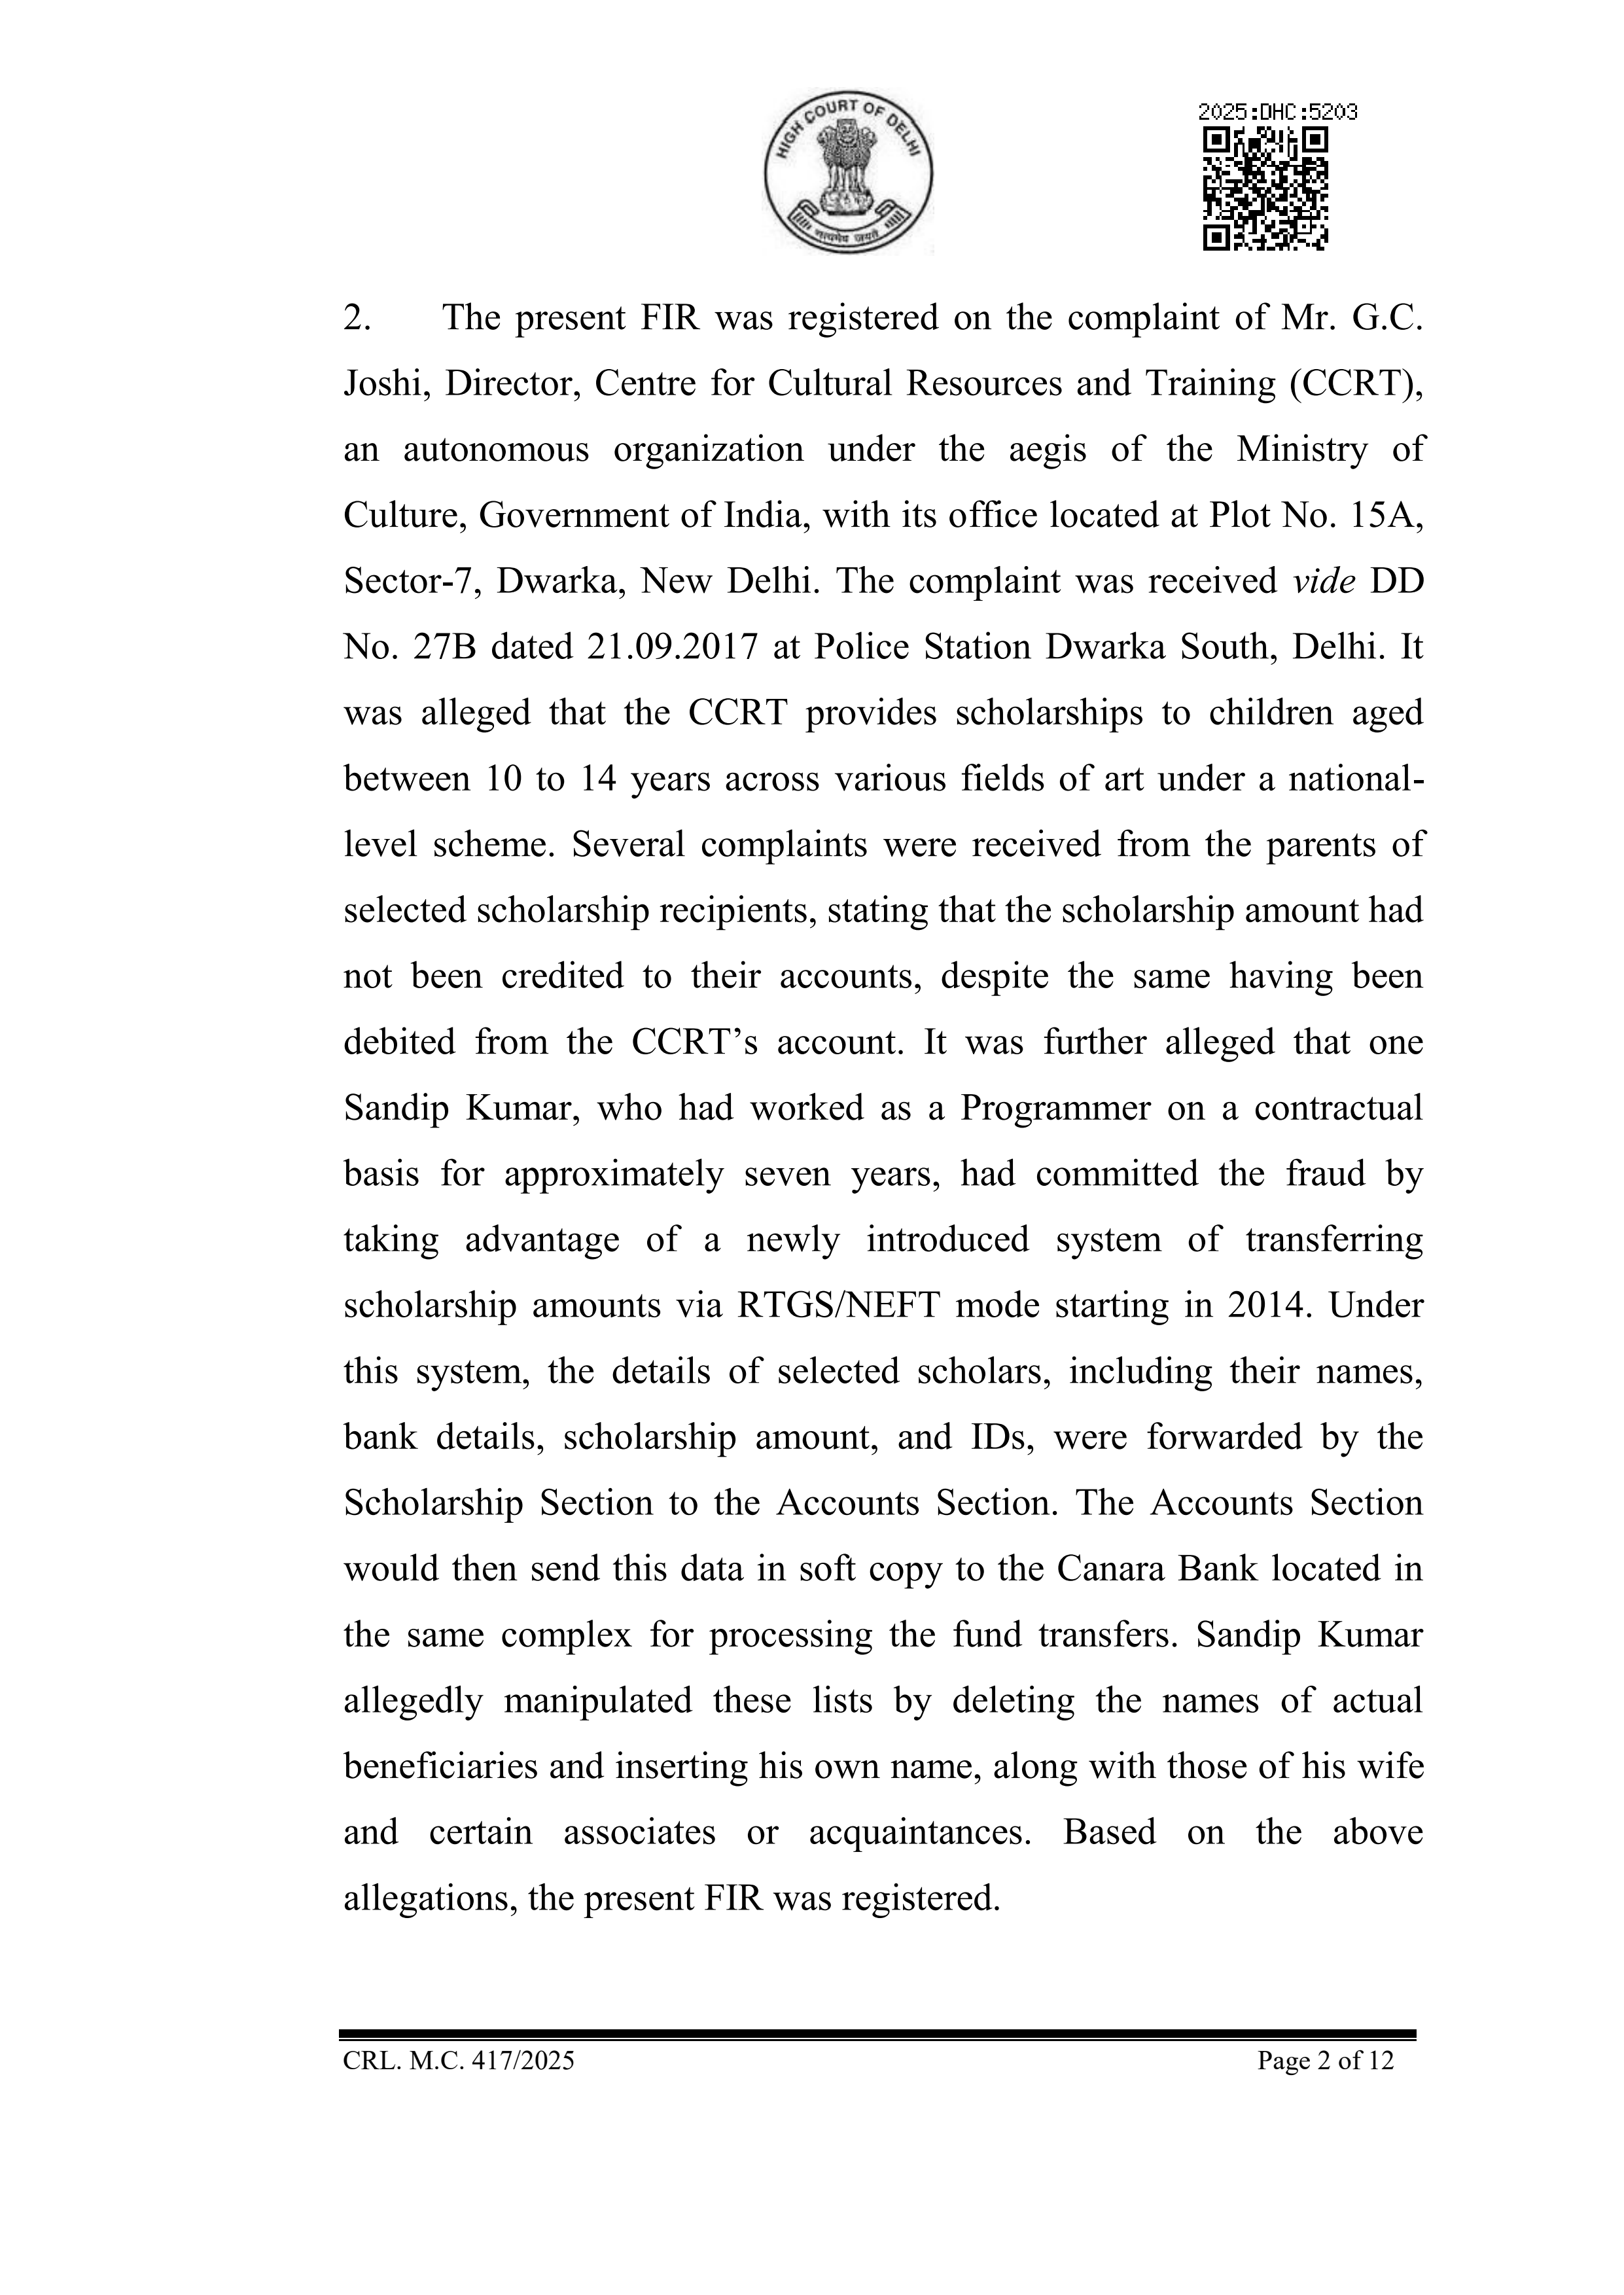 HIGH COURT OF DELHI
सत्यमेव जयते
2025:DHC:5203
2. The present FIR was registered on the complaint of Mr. G.C.
Joshi, Director, Centre for Cultural Resources and Training (CCRT),
an autonomous organization under the aegis of the Ministry of
Culture, Government of India, with its office located at Plot No. 15A,
Sector-7, Dwarka, New Delhi. The complaint was received vide DD
No. 27B dated 21.09.2017 at Police Station Dwarka South, Delhi. It
was alleged that the CCRT provides scholarships to children aged
between 10 to 14 years across various fields of art under a national-
level scheme. Several complaints were received from the parents of
selected scholarship recipients, stating that the scholarship amount had
not been credited to their accounts, despite the same having been
debited from the CCRT’s account. It was further alleged that one
Sandip Kumar, who had worked as a Programmer on a contractual
basis for approximately seven years, had committed the fraud by
taking advantage of a newly introduced system of transferring
scholarship amounts via RTGS/NEFT mode starting in 2014. Under
this system, the details of selected scholars, including their names,
bank details, scholarship amount, and IDs, were forwarded by the
Scholarship Section to the Accounts Section. The Accounts Section
would then send this data in soft copy to the Canara Bank located in
the same complex for processing the fund transfers. Sandip Kumar
allegedly manipulated these lists by deleting the names of actual
beneficiaries and inserting his own name, along with those of his wife
and certain associates or acquaintances. Based on the above
allegations, the present FIR was registered.
CRL. M.C. 417/2025
Page 2 of 12